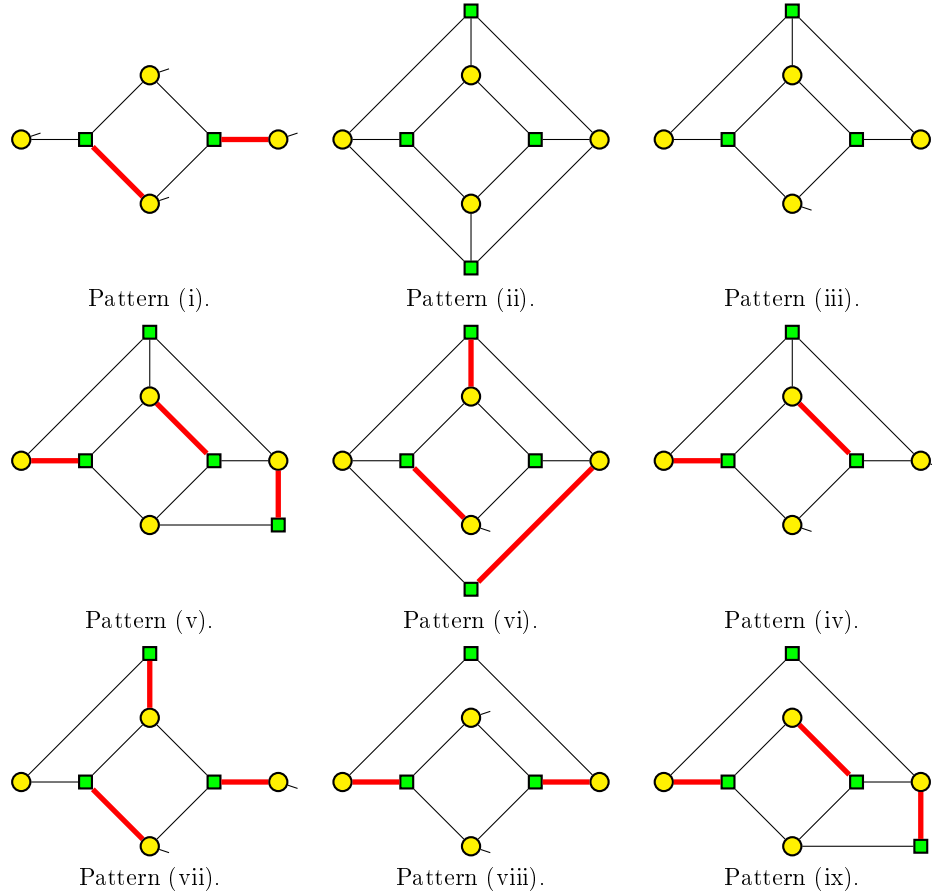 Pattern (i). Pattern (ii). Pattern (iii).
Pattern (v). Pattern (vi). Pattern (iv).
Pattern (vii). Pattern (viii). Pattern (ix).